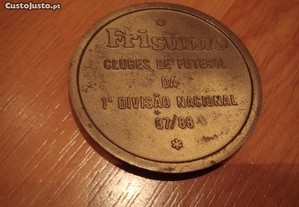 CustoJusto.pt
Frisumo
CLUBES DE FUTEBOL
DA
1ª DIVISÃO NACIONAL
87/88